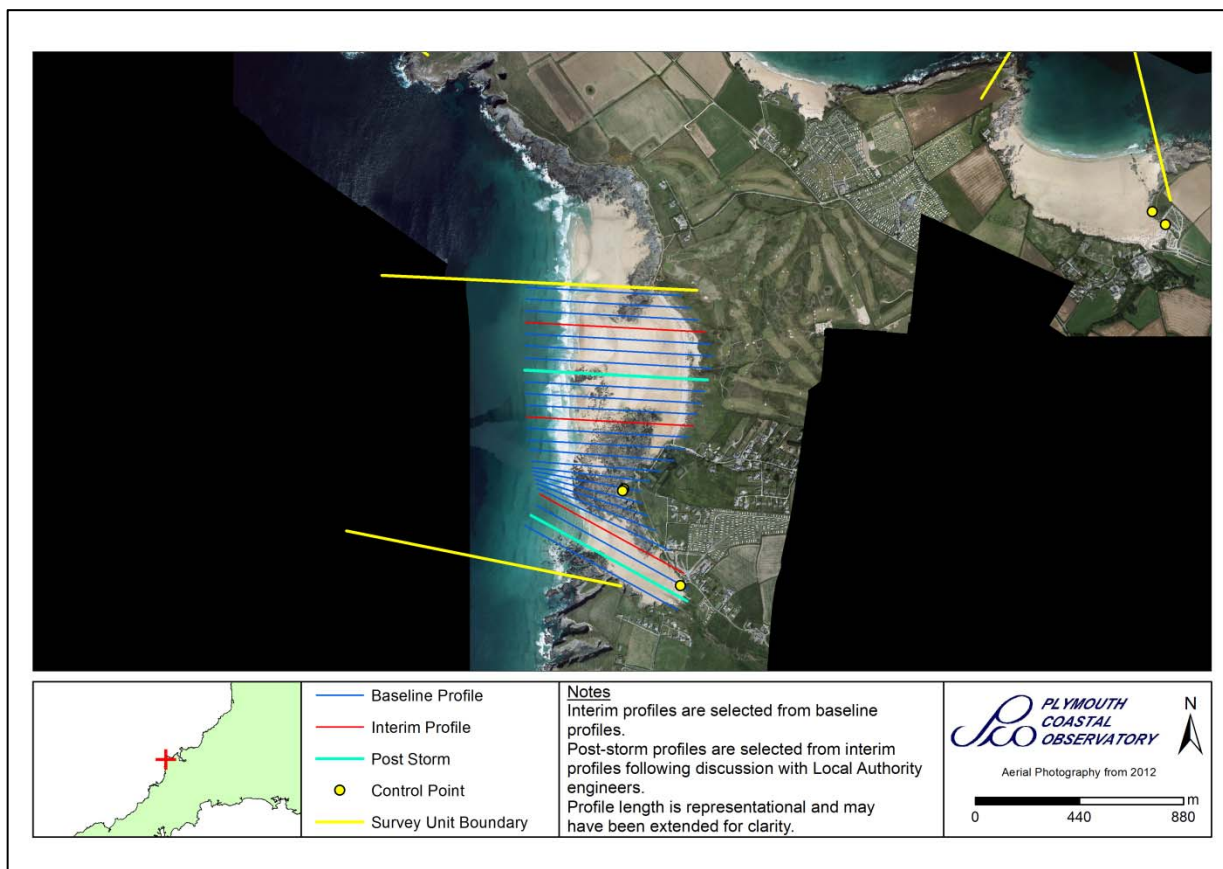 Baseline Profile
Interim Profile
Post Storm
Control Point
Survey Unit Boundary
Notes
Interim profiles are selected from baseline
profiles.
Post-storm profiles are selected from interim
profiles following discussion with Local Authority
engineers.
Profile length is representational and may
have been extended for clarity.
PLYMOUTH
COASTAL
OBSERVATORY
N
Aerial Photography from 2012
m
0 440 880